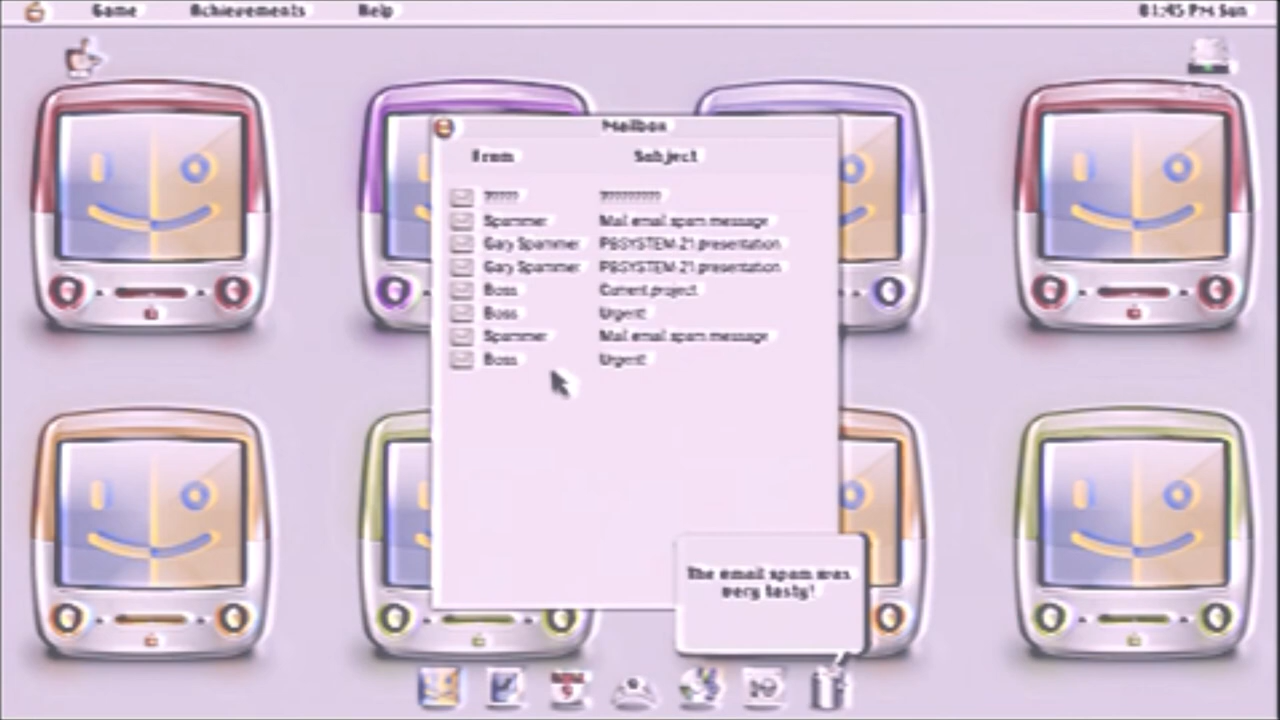 Game Achievements Help 01:45 PM Sun
Mailbox
From Subject
????? ?????????
Spammer Mail email spam message
Gary Spammer PBSYSTEM-21 presentation
Gary Spammer PBSYSTEM-21 presentation
Boss Current project
Boss Urgent
Spammer Mail email spam message
Boss Urgent
The email spam was
very tasty!